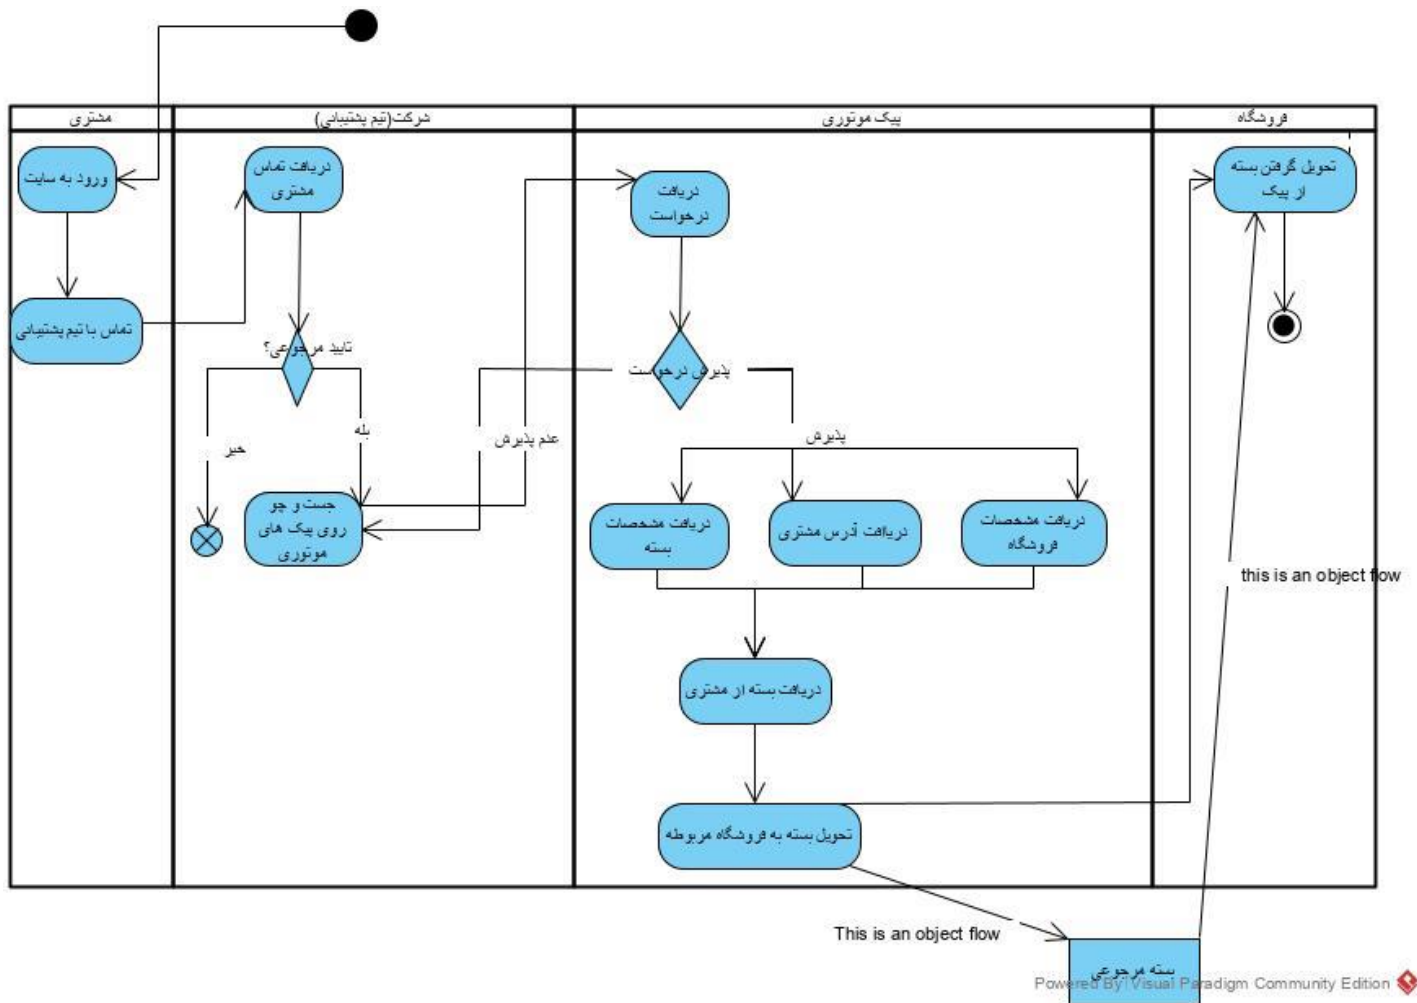 مشتری
شرکت(تیم پشتیبانی)
پیک موتوری
فروشگاه
ورود به سایت
دریافت تماس
مشتری
دریافت
درخواست
تحویل گرفتن بسته
از پیک
تماس با تیم پشتیبانی
تایید مرجوعی؟
پذیرش درخواست
خیر
بله
عدم پذیرش
پذیرش
جست و جو
روی پیک های
موتوری
دریافت مشخصات
بسته
درياافت آدرس مشتری
دریافت مشخصات
فروشگاه
this is an object flow
دریافت بسته از مشتری
تحویل بسته به فروشگاه مربوطه
This is an object flow
بسته مرجوعی
Powered By Visual Paradigm Community Edition